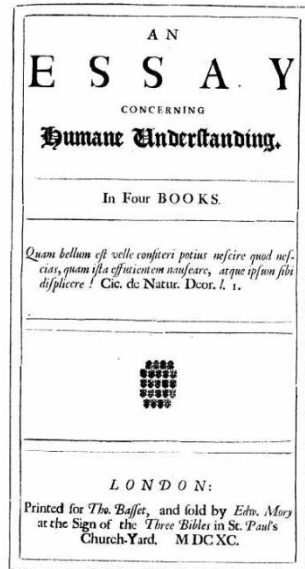 AN
ESSAY
CONCERNING
Humane Understanding.
In Four BOOKS.
Quam bellum eſt velle confiteri potius neſcire quod neſ-
cias, quam iſta effutientem nauſeare, atque ipſum ſibi
diſplicere ! Cic. de Natur. Deor. l. 1.
LONDON:
Printed for Tho. Baſſet, and ſold by Edw. Mory
at the Sign of the Three Bibles in St. Paul's
Church-Yard. MDCXC.